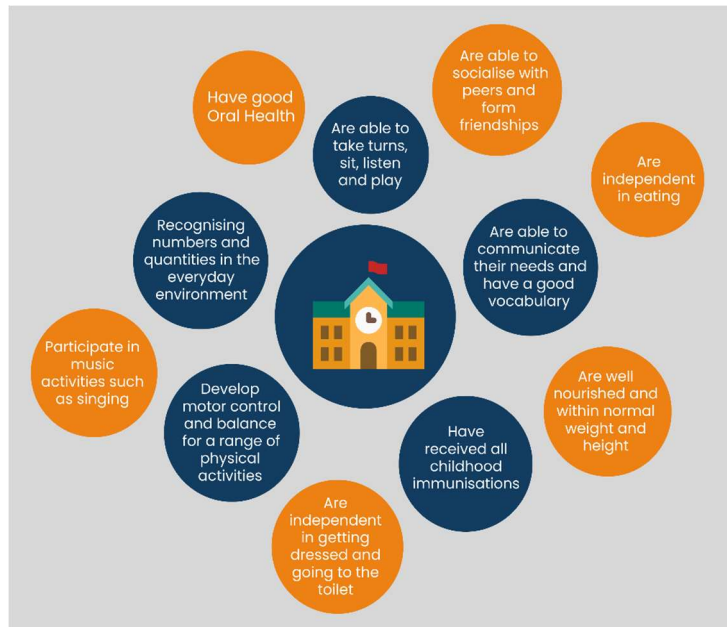 Have good
Oral Health
Are able to
take turns,
sit, listen
and play
Are able to
socialise with
peers and
form
friendships
Are
independent
in eating
Recognising
numbers and
quantities in the
everyday
environment
Are able to
communicate
their needs and
have a good
vocabulary
Participate in
music
activities such
as singing
Develop
motor control
and balance
for a range of
physical
activities
Have
received all
childhood
immunisations
Are well
nourished and
within normal
weight and
height
Are
independent
in getting
dressed and
going to the
toilet